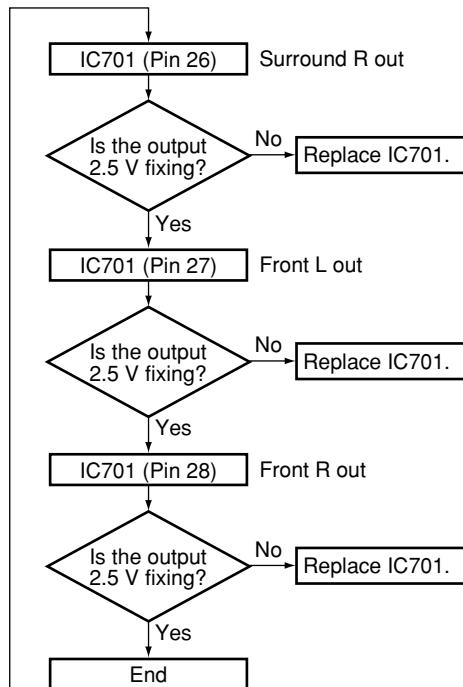 IC701 (Pin 26) Surround R out
Is the output
2.5 V fixing?
No
Replace IC701.
Yes
IC701 (Pin 27) Front L out
Is the output
2.5 V fixing?
No
Replace IC701.
Yes
IC701 (Pin 28) Front R out
Is the output
2.5 V fixing?
No
Replace IC701.
Yes
End